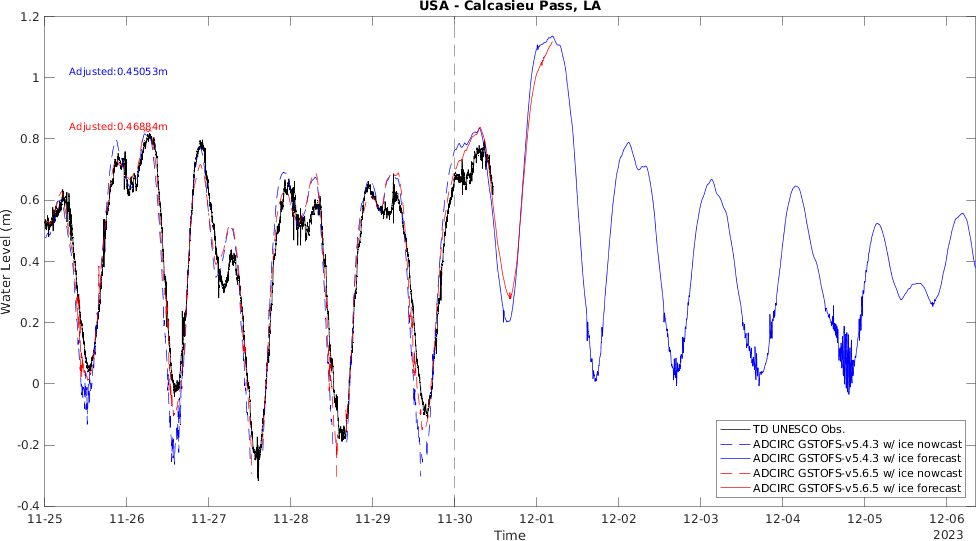 USA - Calcasieu Pass, LA
1.2
1
0.8
0.6
0.4
0.2
0
-0.2
-0.4
Water Level (m)
Adjusted:0.45053m
Adjusted:0.46884m
TD UNESCO Obs.
ADCIRC GSTOFS-v5.4.3 w/ ice nowcast
ADCIRC GSTOFS-v5.4.3 w/ ice forecast
ADCIRC GSTOFS-v5.6.5 w/ ice nowcast
ADCIRC GSTOFS-v5.6.5 w/ ice forecast
11-25 11-26 11-27 11-28 11-29 11-30 12-01 12-02 12-03 12-04 12-05 12-06
Time
2023